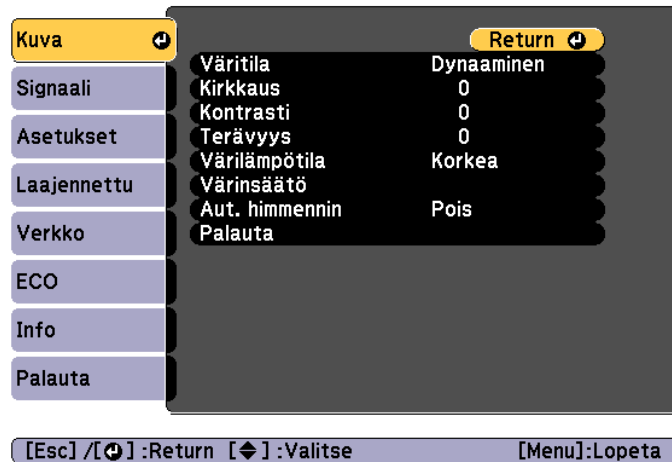 Kuva
Signaali
Asetukset
Laajennettu
Verkko
ECO
Info
Palauta
Return
Väritila Dynaaminen
Kirkkaus 0
Kontrasti 0
Terävyys 0
Värilämpötila Korkea
Värinsäätö
Aut. himmennin Pois
Palauta
[Esc] /[⏎] :Return [◆] :Valitse [Menu]:Lopeta